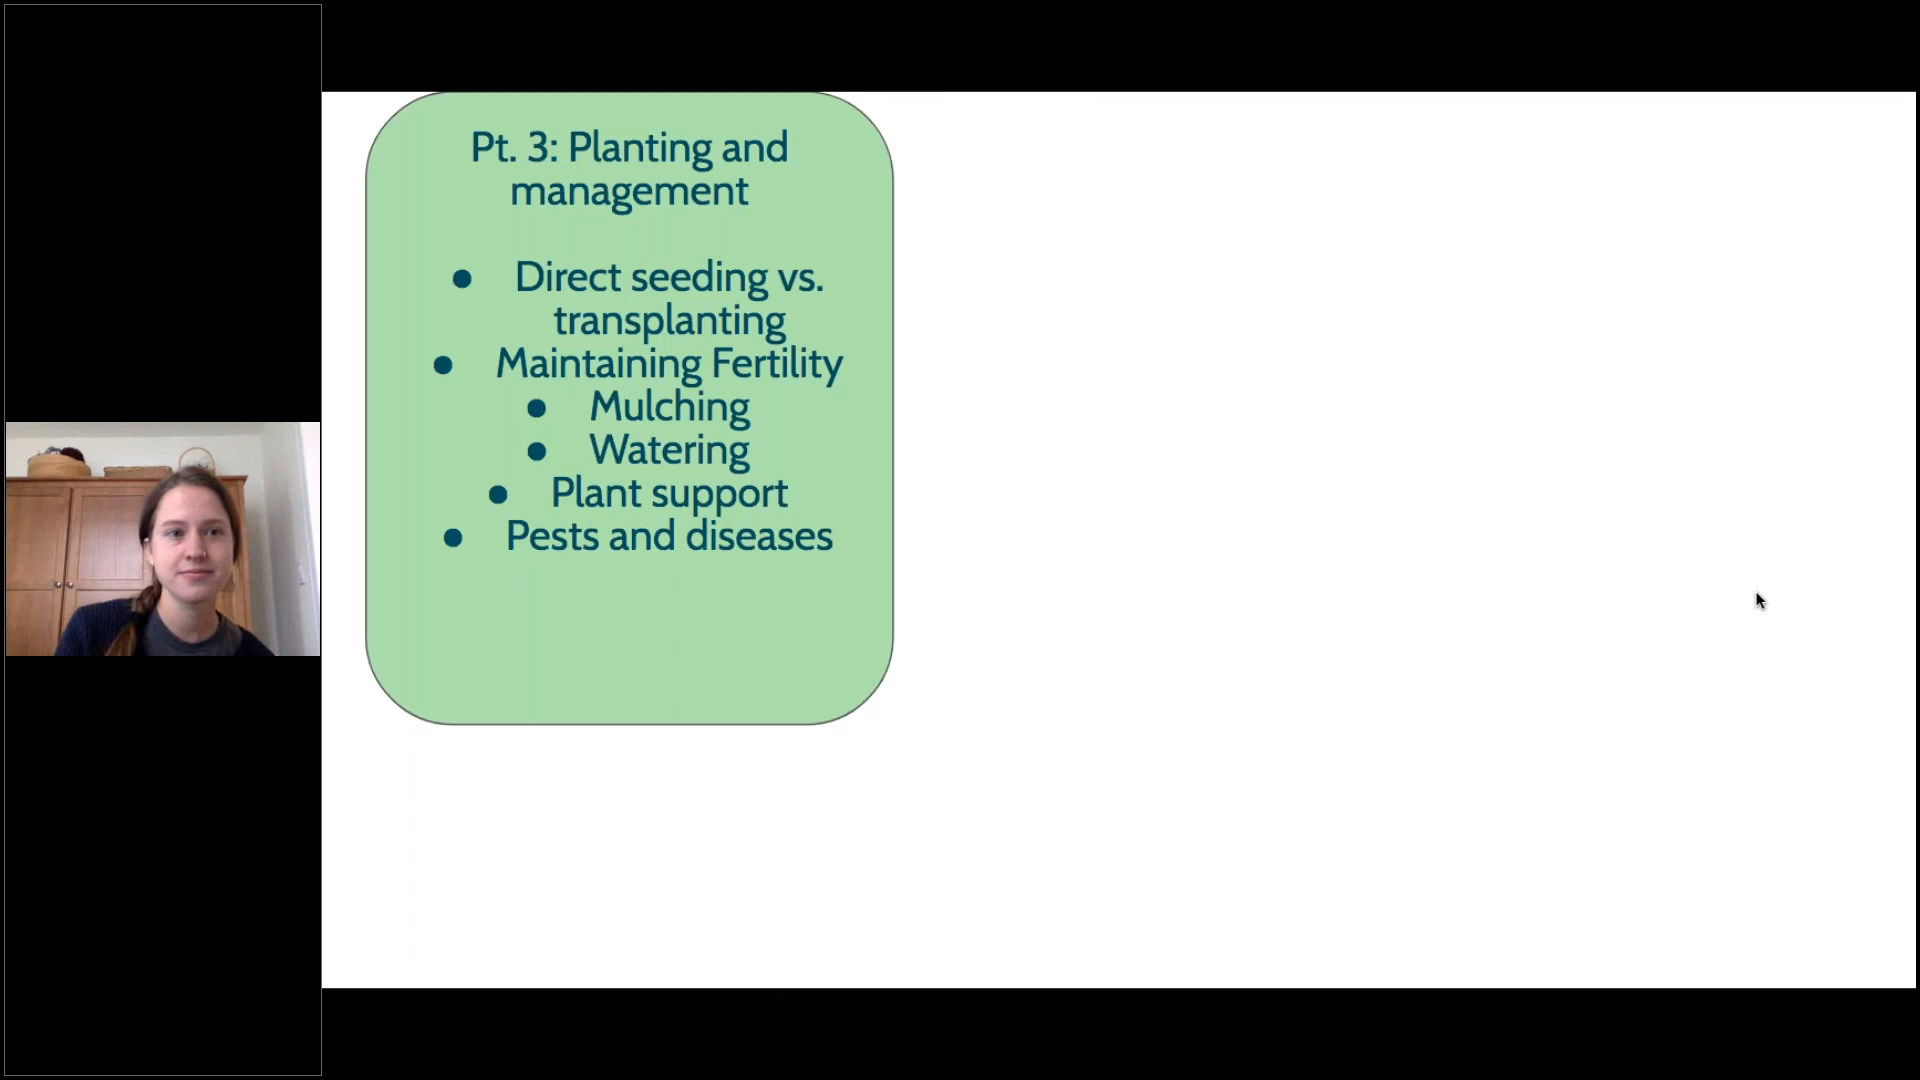 Pt. 3: Planting and
management
● Direct seeding vs.
transplanting
● Maintaining Fertility
● Mulching
● Watering
● Plant support
● Pests and diseases